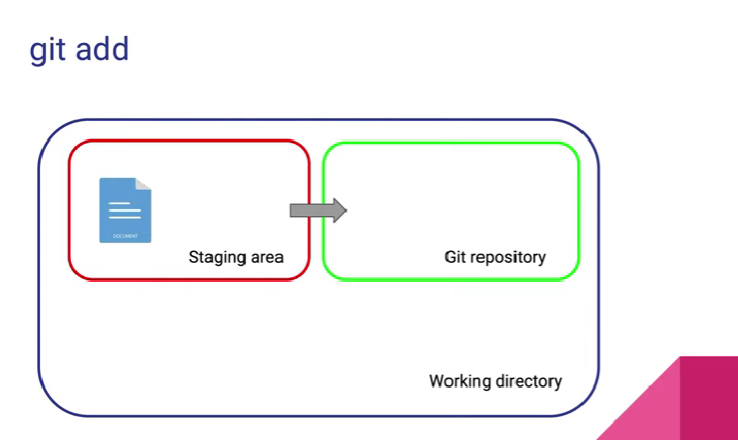 git add
DOCUMENT
Staging area
Git repository
Working directory